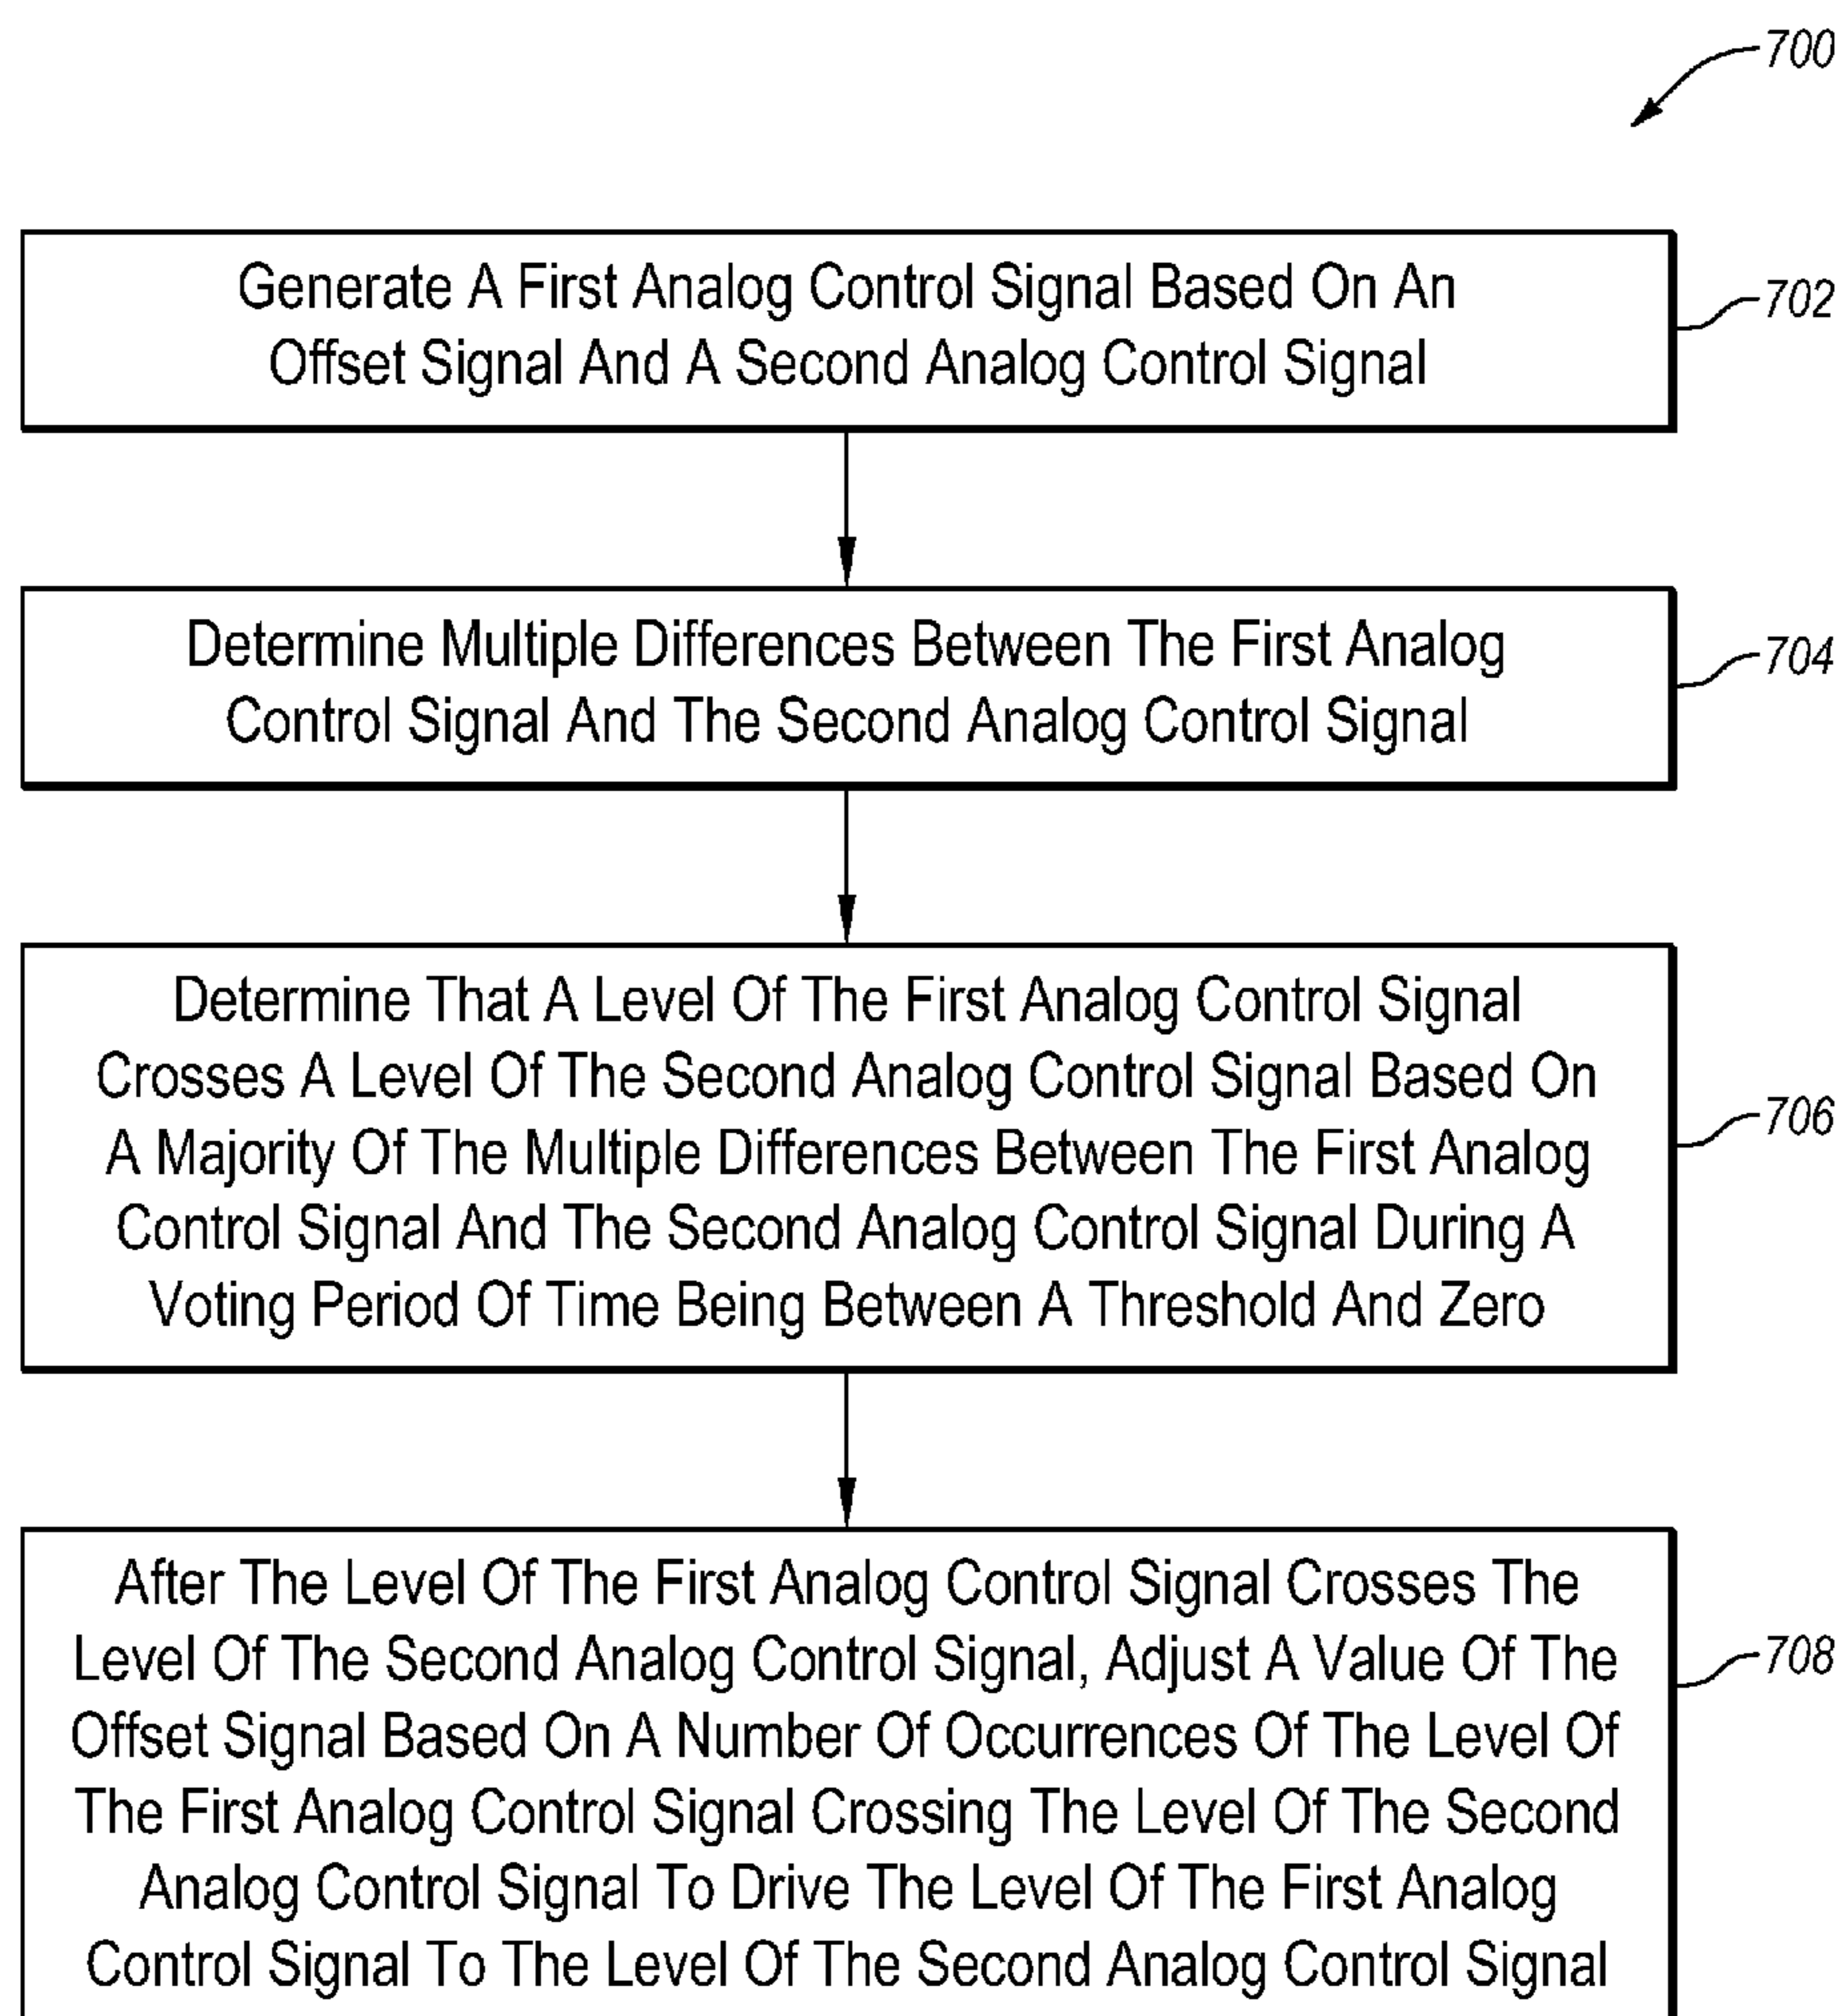 700
Generate A First Analog Control Signal Based On An
Offset Signal And A Second Analog Control Signal
702
Determine Multiple Differences Between The First Analog
Control Signal And The Second Analog Control Signal
704
Determine That A Level Of The First Analog Control Signal
Crosses A Level Of The Second Analog Control Signal Based On
A Majority Of The Multiple Differences Between The First Analog
Control Signal And The Second Analog Control Signal During A
Voting Period Of Time Being Between A Threshold And Zero
706
After The Level Of The First Analog Control Signal Crosses The
Level Of The Second Analog Control Signal, Adjust A Value Of The
Offset Signal Based On A Number Of Occurrences Of The Level Of
The First Analog Control Signal Crossing The Level Of The Second
Analog Control Signal To Drive The Level Of The First Analog
Control Signal To The Level Of The Second Analog Control Signal
708